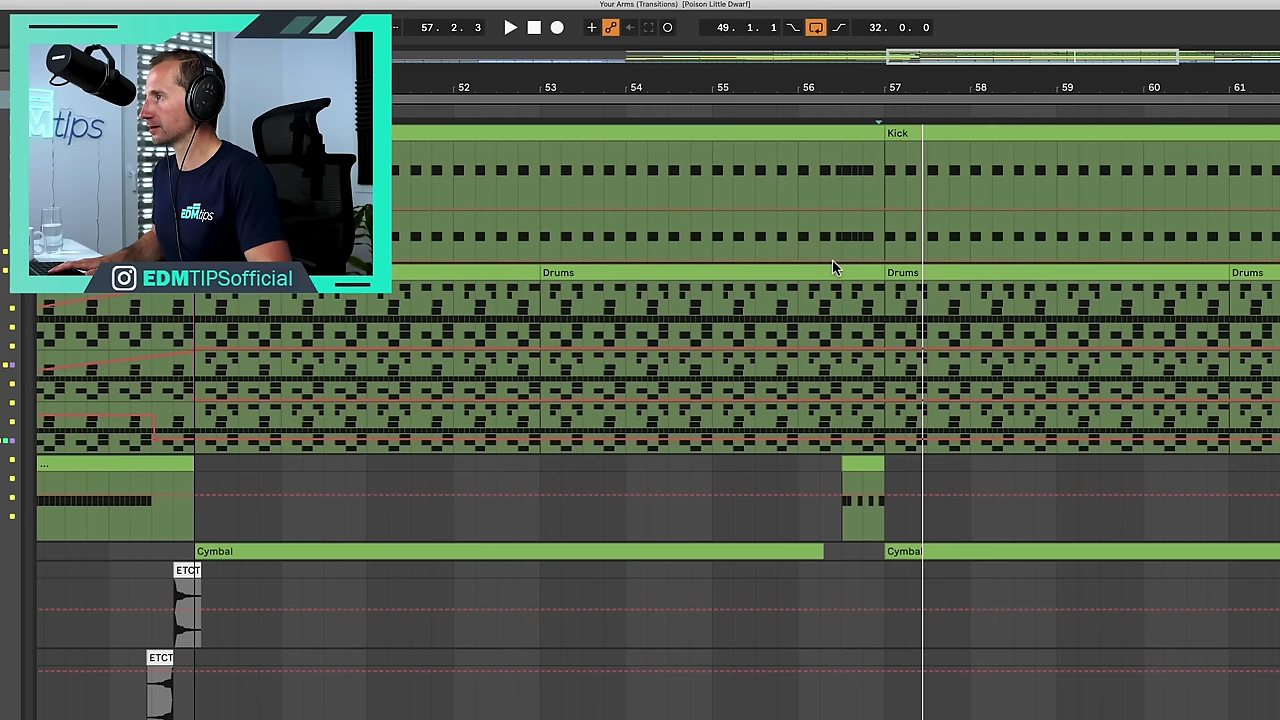 Your Arms (Transitions) [Poison Little Dwarf]
57. 2. 3
49. 1. 1
32. 0. 0
52 53 54 55 56 57 58 59 60 61
Kick
tips
EDMtips
EDMTIPSofficial
Drums Drums Drums
...
Cymbal Cymbal
ETCT
ETCT